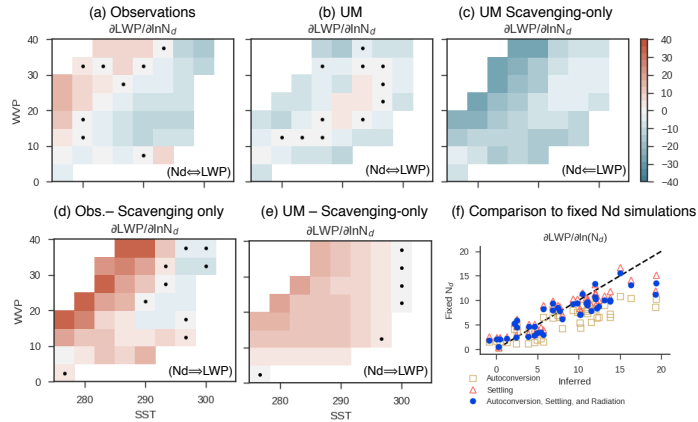 (a) Observations
∂LWP/∂lnN_d
40
30
20
10
0
WVP
(Nd⇔LWP)
(b) UM
∂LWP/∂lnN_d
(Nd⇔LWP)
(c) UM Scavenging-only
∂LWP/∂lnN_d
(Nd⇐LWP)
40
30
20
10
0
−10
−20
−30
−40
(d) Obs.– Scavenging only
∂LWP/∂lnN_d
40
30
20
10
0
WVP
280
290
300
SST
(Nd⇒LWP)
(e) UM – Scavenging-only
∂LWP/∂lnN_d
280
290
300
SST
(Nd⇒LWP)
(f) Comparison to fixed Nd simulations
∂LWP/∂ln(N_d)
20
15
10
5
0
Fixed N_d
0
5
10
15
20
Inferred
Autoconversion
Settling
Autoconversion, Settling, and Radiation